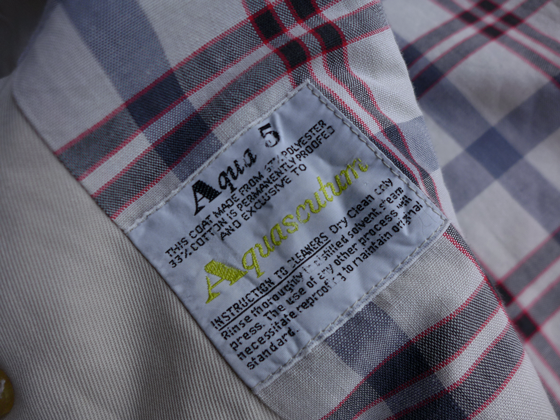 Aqua 5
THIS COAT MADE FROM 67% POLYESTER
33% COTTON IS PERMANENTLY PROOFED
AND EXCLUSIVE TO
Aquascutum
INSTRUCTION TO CLEANERS Dry Clean Only
Rinse thoroughly in distilled solvent steam
press. The use of any other process will
necessitate reproofing to maintain original
standard.